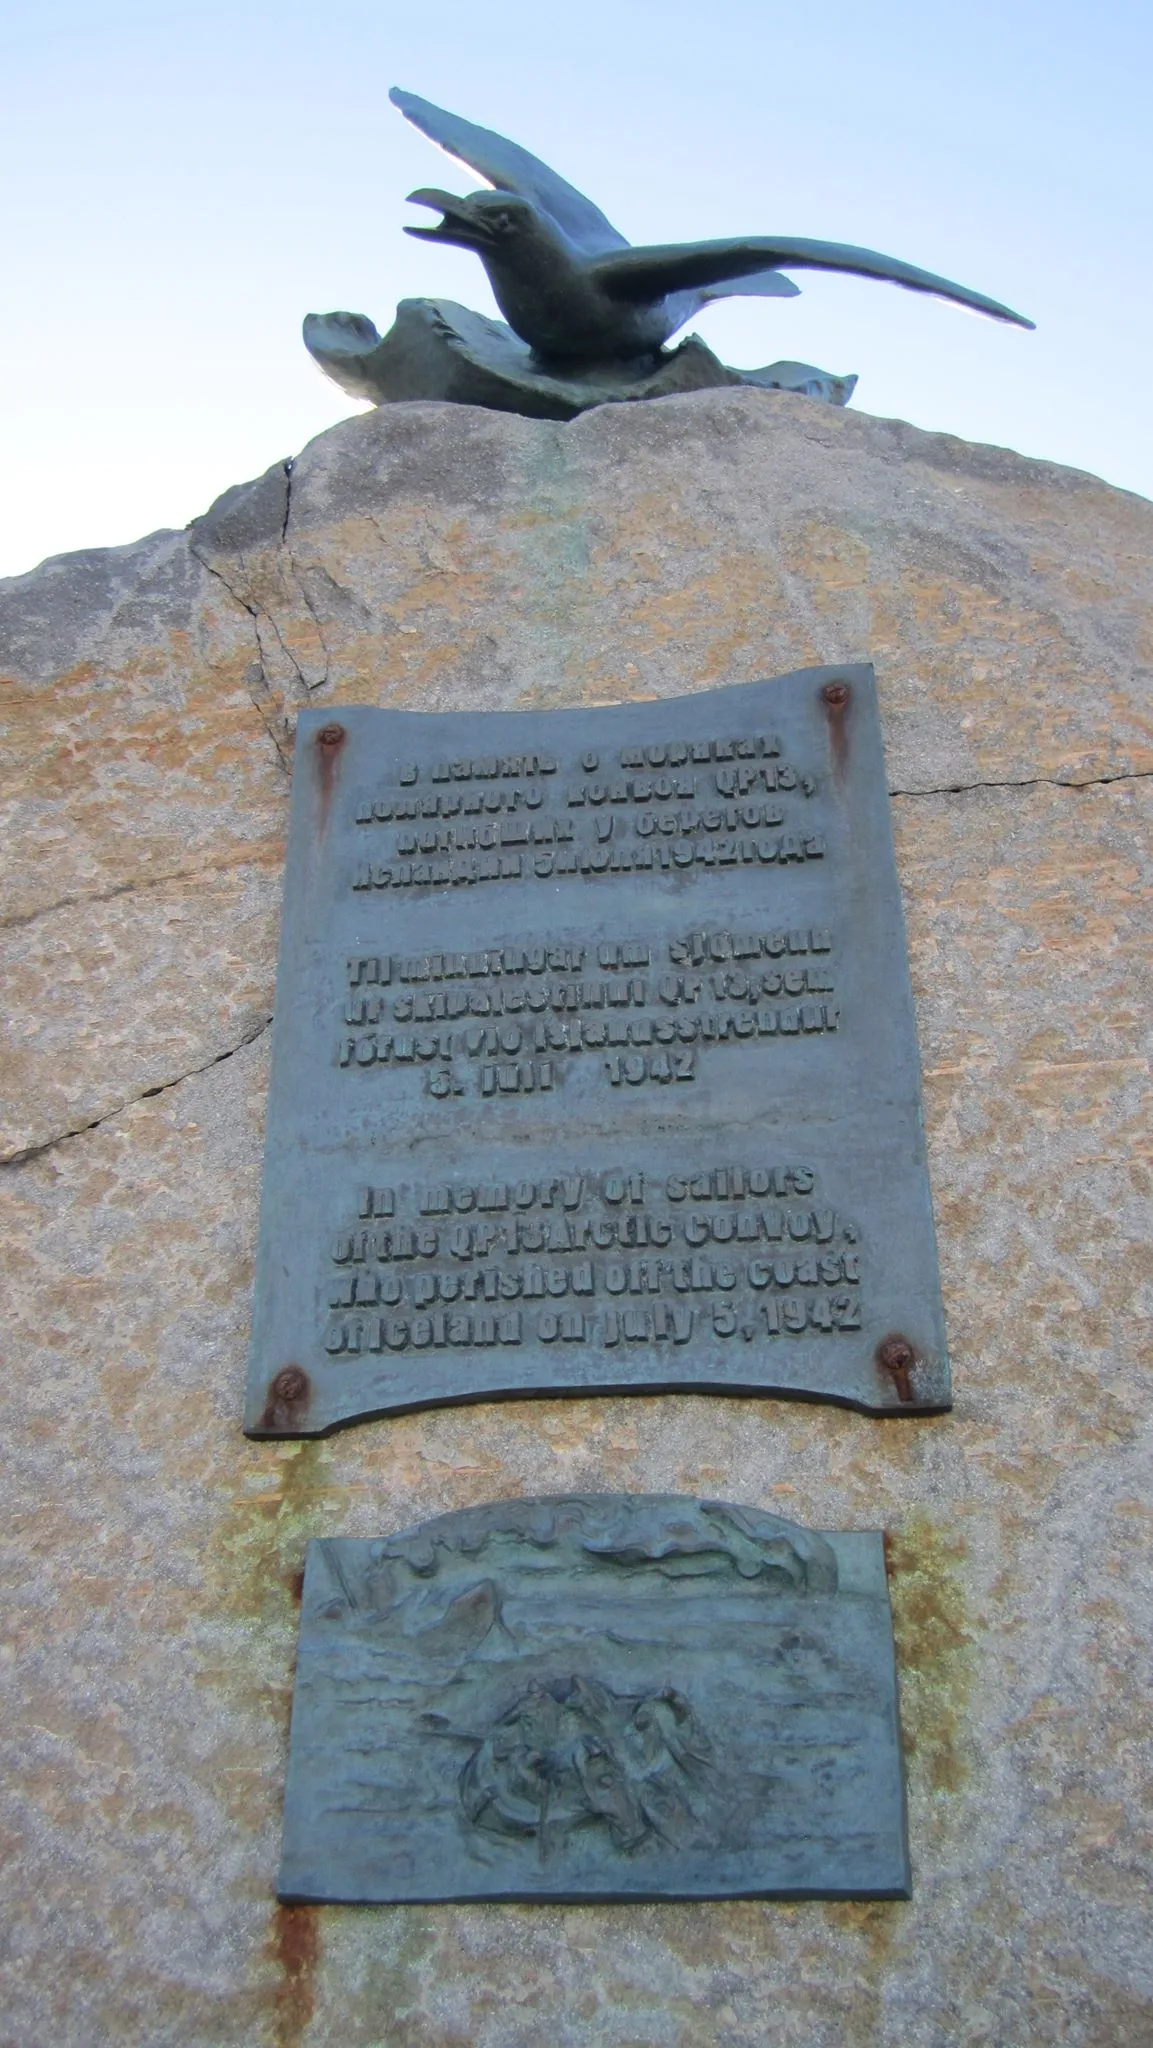 В память о моряках
полярного конвоя QP13,
погибших у берегов
Исландии 5 июля 1942 года
Til minningar um sjómenn
úr skipalestinni QP 13, sem
fórust við Íslandsstrendur
5. júlí 1942
In memory of sailors
of the QP13 Arctic Convoy,
who perished off the coast
of Iceland on july 5, 1942